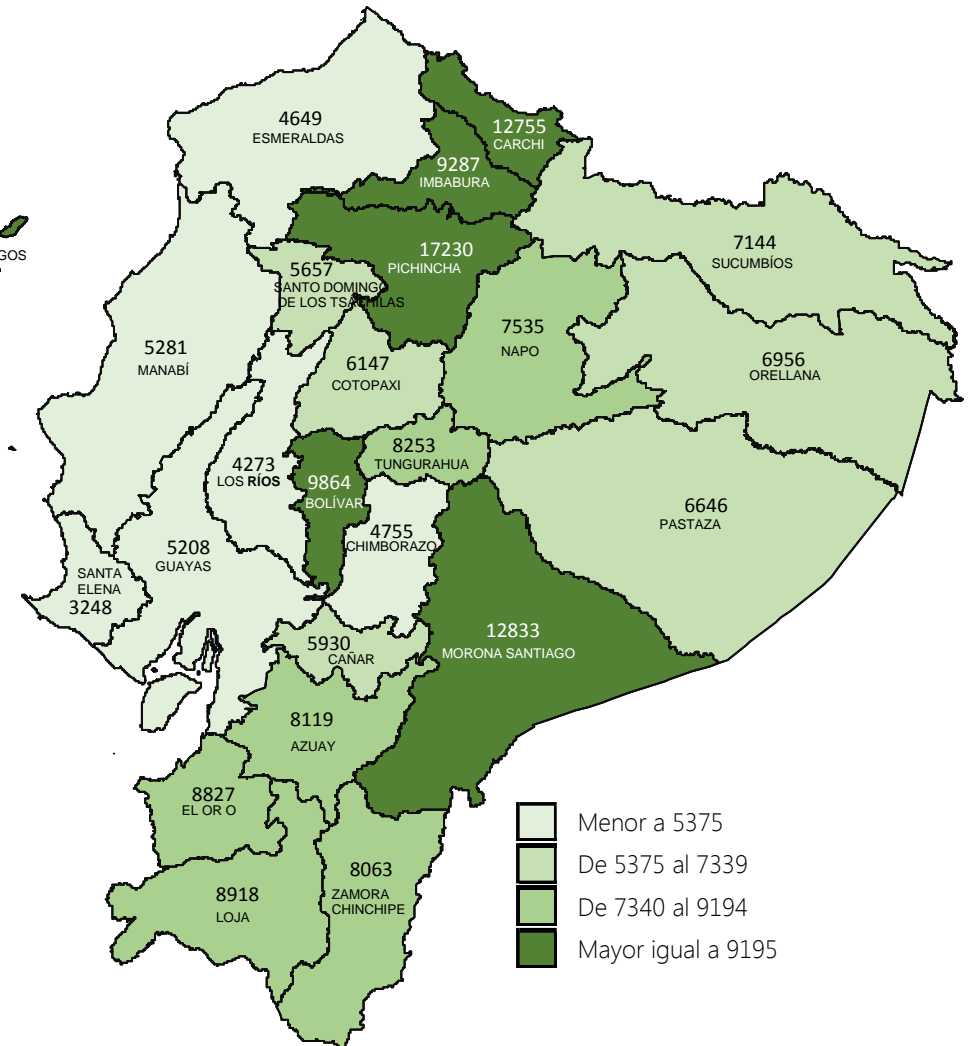 4649
ESMERALDAS
12755
CARCHI
9287
IMBABURA
GOS
17230
PICHINCHA
7144
SUCUMBÍOS
5657
SANTO DOMINGO
DE LOS TSACHILAS
7535
NAPO
5281
MANABÍ
6147
COTOPAXI
6956
ORELLANA
8253
TUNGURAHUA
4273
LOS RÍOS
9864
BOLÍVAR
6646
PASTAZA
4755
CHIMBORAZO
5208
GUAYAS
SANTA
ELENA
3248
12833
MORONA SANTIAGO
5930
CAÑAR
8119
AZUAY
8827
EL OR O
8063
ZAMORA
CHINCHIPE
8918
LOJA
Menor a 5375
De 5375 al 7339
De 7340 al 9194
Mayor igual a 9195